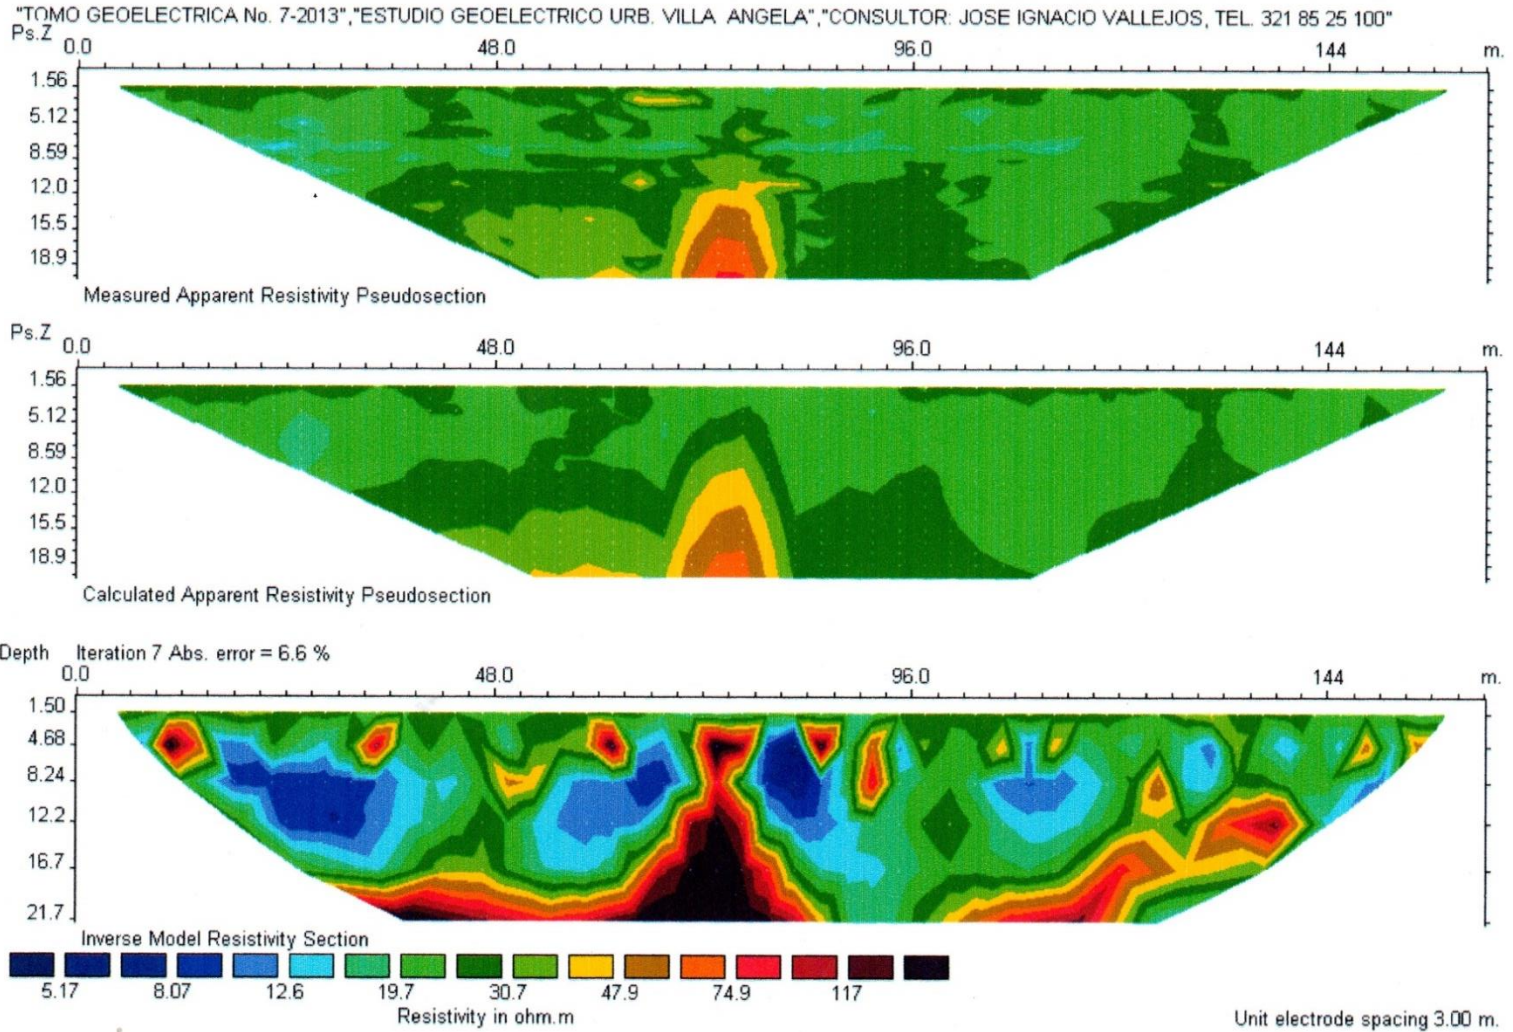 "TOMO GEOELECTRICA No. 7-2013","ESTUDIO GEOELECTRICO URB. VILLA ANGELA","CONSULTOR: JOSE IGNACIO VALLEJOS, TEL. 321 85 25 100"
Ps.Z 0.0 48.0 96.0 144 m.
1.56
5.12
8.59
12.0
15.5
18.9
Measured Apparent Resistivity Pseudosection
Ps.Z 0.0 48.0 96.0 144 m.
1.56
5.12
8.59
12.0
15.5
18.9
Calculated Apparent Resistivity Pseudosection
Depth Iteration 7 Abs. error = 6.6 %
0.0 48.0 96.0 144 m.
1.50
4.68
8.24
12.2
16.7
21.7
Inverse Model Resistivity Section
5.17 8.07 12.6 19.7 30.7 47.9 74.9 117
Resistivity in ohm.m
Unit electrode spacing 3.00 m.